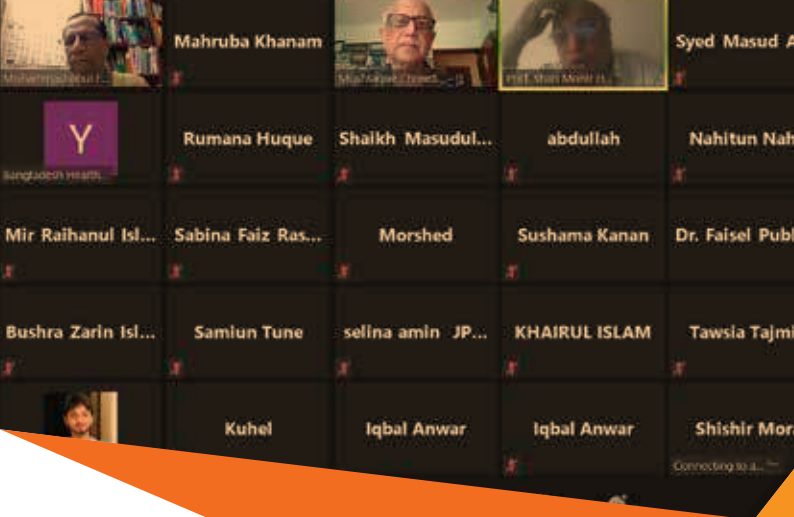 Mahruba Khanam
Syed Masud A
Y
Bangladesh Health...
Rumana Huque
Shaikh Masudul...
abdullah
Nahitun Nah
Mir Raihanul Isl...
Sabina Faiz Ras...
Morshed
Sushama Kanan
Dr. Faisel Publ
Bushra Zarin Isl...
Samiun Tune
selina amin JP...
KHAIRUL ISLAM
Tawsia Tajmi
Kuhel
Iqbal Anwar
Iqbal Anwar
Shishir Mor
Connecting to a...